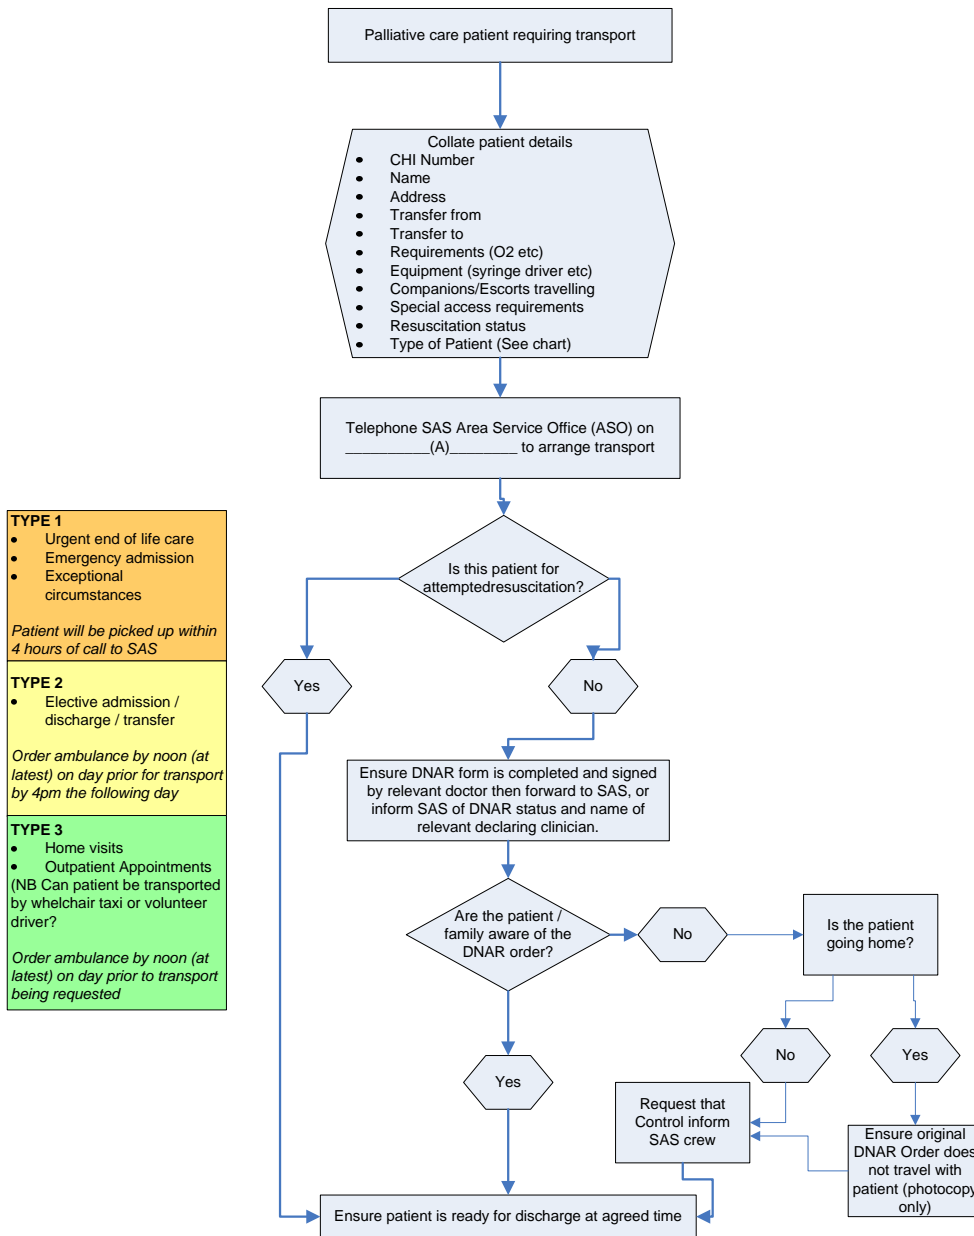 Palliative care patient requiring transport
Collate patient details
• CHI Number
• Name
• Address
• Transfer from
• Transfer to
• Requirements (O2 etc)
• Equipment (syringe driver etc)
• Companions/Escorts travelling
• Special access requirements
• Resuscitation status
• Type of Patient (See chart)
Telephone SAS Area Service Office (ASO) on
__________(A)________ to arrange transport
TYPE 1
• Urgent end of life care
• Emergency admission
• Exceptional
circumstances
Patient will be picked up within
4 hours of call to SAS
TYPE 2
• Elective admission /
discharge / transfer
Order ambulance by noon (at
latest) on day prior for transport
by 4pm the following day
TYPE 3
• Home visits
• Outpatient Appointments
(NB Can patient be transported
by whelchair taxi or volunteer
driver?
Order ambulance by noon (at
latest) on day prior to transport
being requested
Is this patient for
attemptedresuscitation?
Yes
No
Ensure DNAR form is completed and signed
by relevant doctor then forward to SAS, or
inform SAS of DNAR status and name of
relevant declaring clinician.
Are the patient /
family aware of the
DNAR order?
No
Is the patient
going home?
No
Yes
Yes
Request that
Control inform
SAS crew
Ensure original
DNAR Order does
not travel with
patient (photocopy
only)
Ensure patient is ready for discharge at agreed time